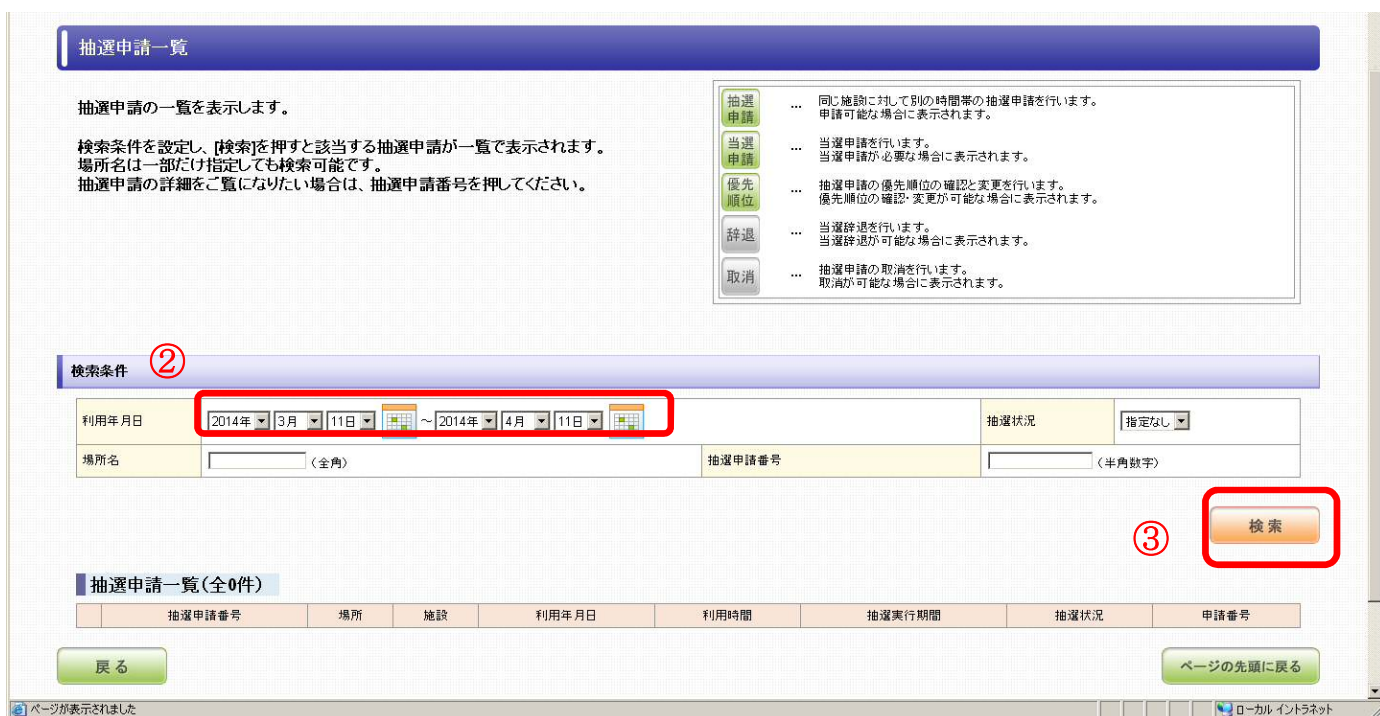 抽選申請一覧
抽選申請の一覧を表示します。
検索条件を設定し、[検索]を押すと該当する抽選申請が一覧で表示されます。
場所名は一部だけ指定しても検索可能です。
抽選申請の詳細をご覧になりたい場合は、抽選申請番号を押してください。
抽選申請 … 同じ施設に対して別の時間帯の抽選申請を行います。
申請可能な場合に表示されます。
当選申請 … 当選申請を行います。
当選申請が必要な場合に表示されます。
優先順位 … 抽選申請の優先順位の確認と変更を行います。
優先順位の確認・変更が可能な場合に表示されます。
辞退 … 当選辞退を行います。
当選辞退が可能な場合に表示されます。
取消 … 抽選申請の取消を行います。
取消が可能な場合に表示されます。
検索条件 ②
利用年月日 2014年 3月 11日 ～ 2014年 4月 11日 抽選状況 指定なし
場所名 （全角） 抽選申請番号 （半角数字）
③ 検索
抽選申請一覧(全0件)
抽選申請番号 場所 施設 利用年月日 利用時間 抽選実行期間 抽選状況 申請番号
戻る ページの先頭に戻る
ページが表示されました ローカル イントラネット